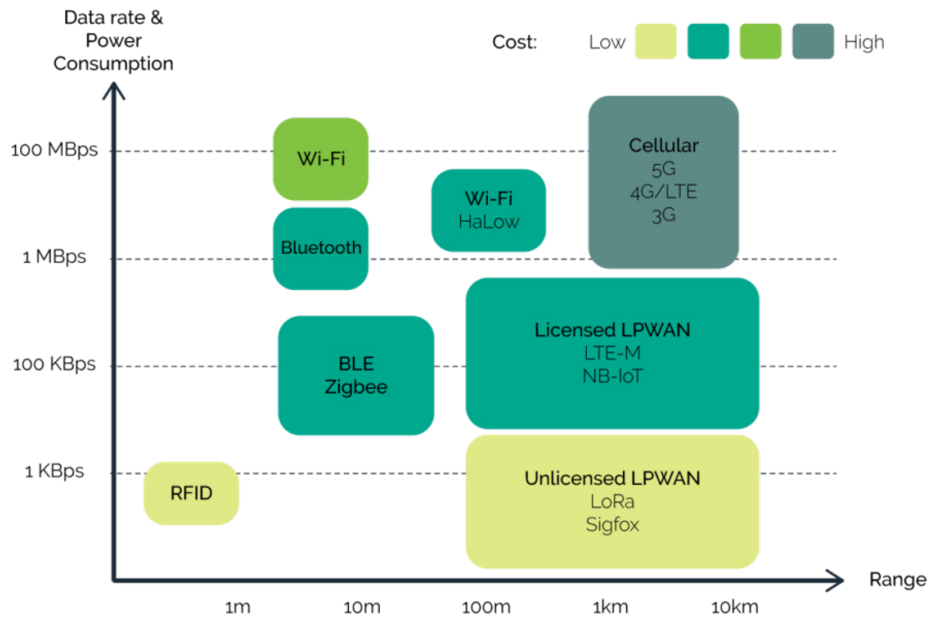 Data rate &
Power
Consumption
Cost:
Low
High
100 MBps
1 MBps
100 KBps
1 KBps
Wi-Fi
Bluetooth
Wi-Fi
HaLow
Cellular
5G
4G/LTE
3G
BLE
Zigbee
Licensed LPWAN
LTE-M
NB-IoT
RFID
Unlicensed LPWAN
LoRa
Sigfox
Range
1m
10m
100m
1km
10km